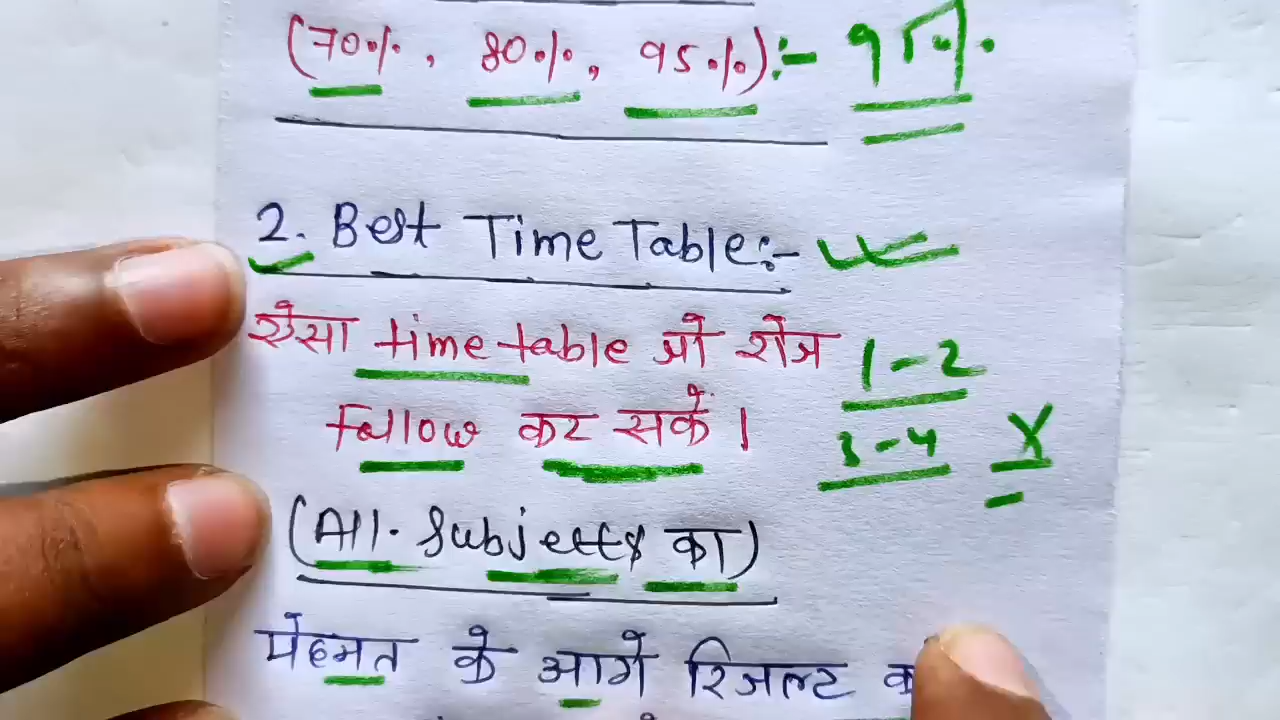 (70%, 80%, 95%):- 95%.
2. Best Time Table:-
ऐसा time table जो रोज 1-2
Follow कर सकें। 3-4 X
(All. Subjects का)
मेहमत के आगे रिजल्ट